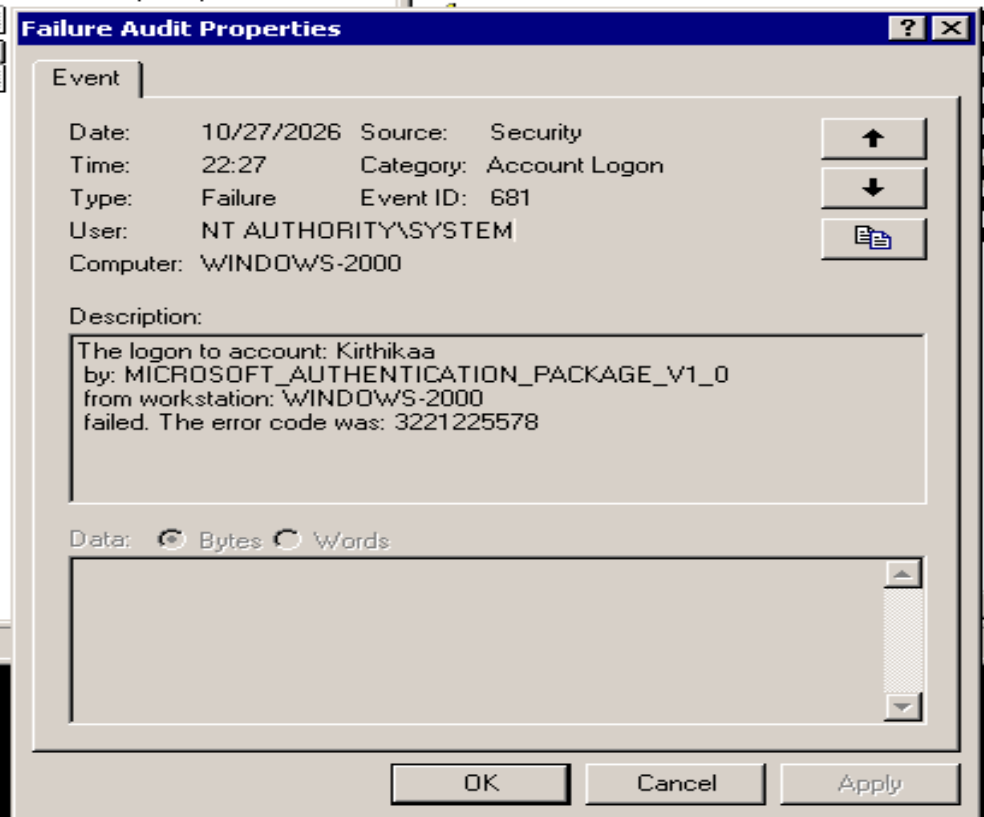 Failure Audit Properties
Event
Date: 10/27/2026 Source: Security
Time: 22:27 Category: Account Logon
Type: Failure Event ID: 681
User: NT AUTHORITY\SYSTEM
Computer: WINDOWS-2000
Description:
The logon to account: Kirthikaa
by: MICROSOFT_AUTHENTICATION_PACKAGE_V1_0
from workstation: WINDOWS-2000
failed. The error code was: 3221225578
Data: Bytes Words
OK Cancel Apply